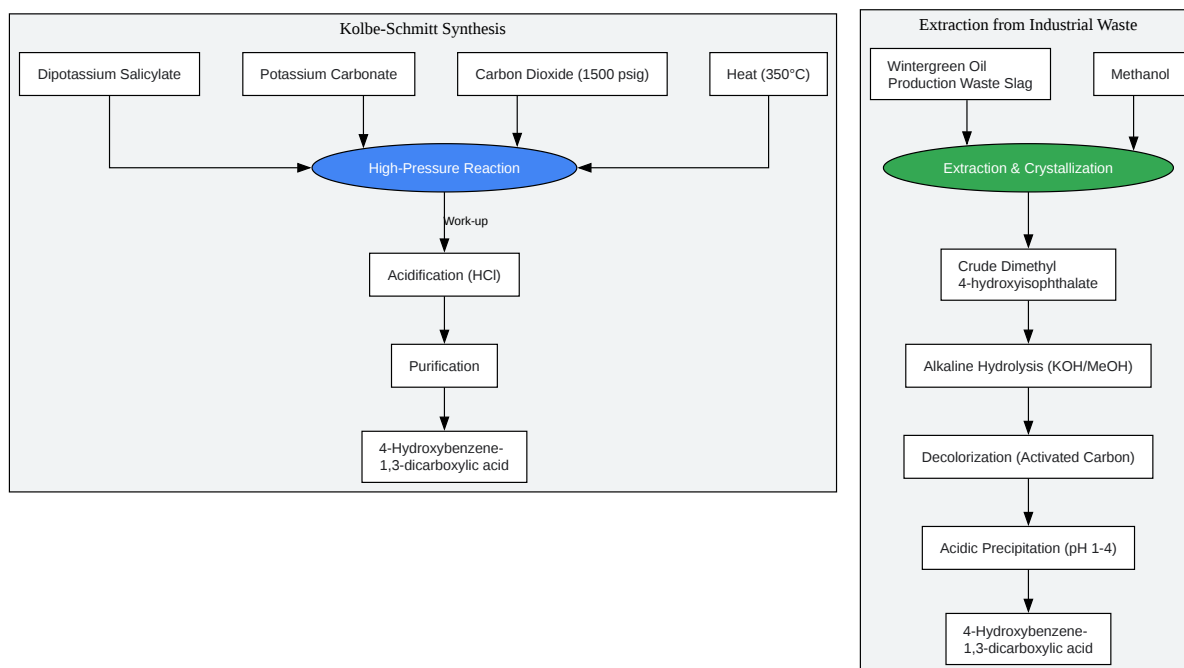 Kolbe-Schmitt Synthesis
Dipotassium Salicylate
Potassium Carbonate
Carbon Dioxide (1500 psig)
Heat (350°C)
High-Pressure Reaction
Work-up
Acidification (HCl)
Purification
4-Hydroxybenzene-
1,3-dicarboxylic acid
Extraction from Industrial Waste
Wintergreen Oil
Production Waste Slag
Methanol
Extraction & Crystallization
Crude Dimethyl
4-hydroxyisophthalate
Alkaline Hydrolysis (KOH/MeOH)
Decolorization (Activated Carbon)
Acidic Precipitation (pH 1-4)
4-Hydroxybenzene-
1,3-dicarboxylic acid